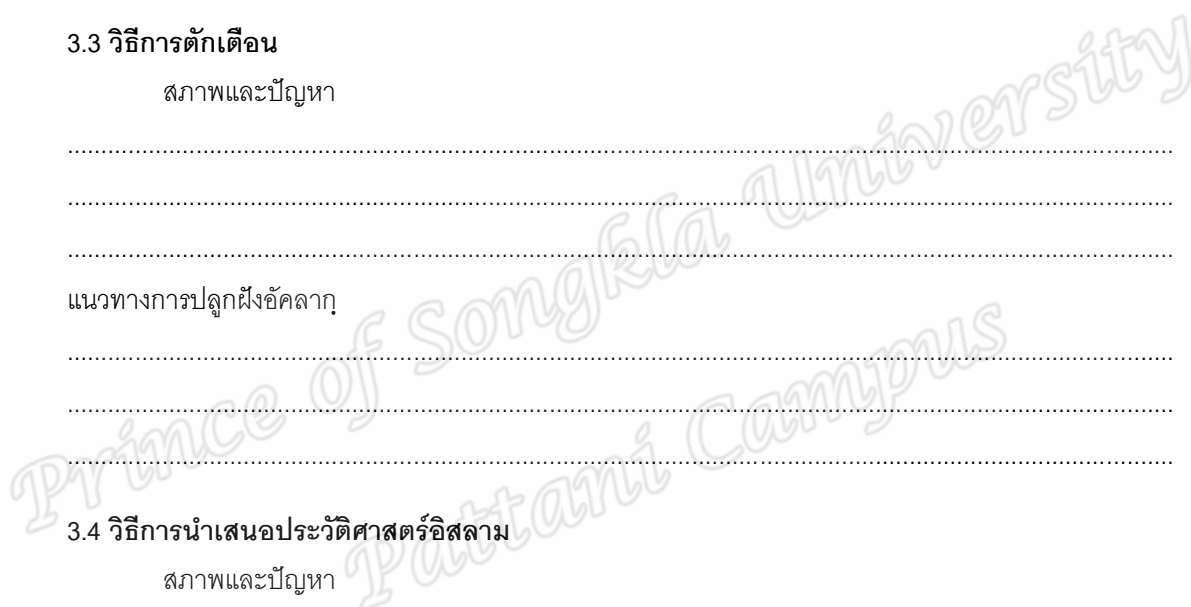 3.3 วิธีการตักเตือน
สภาพและปัญหา
................................................................................................................................................................
................................................................................................................................................................
................................................................................................................................................................
แนวทางการปลูกฝังอัคลากฺ
................................................................................................................................................................
................................................................................................................................................................
................................................................................................................................................................
3.4 วิธีการนำเสนอประวัติศาสตร์อิสลาม
สภาพและปัญหา
Prince of Songkla University
Pattani Campus